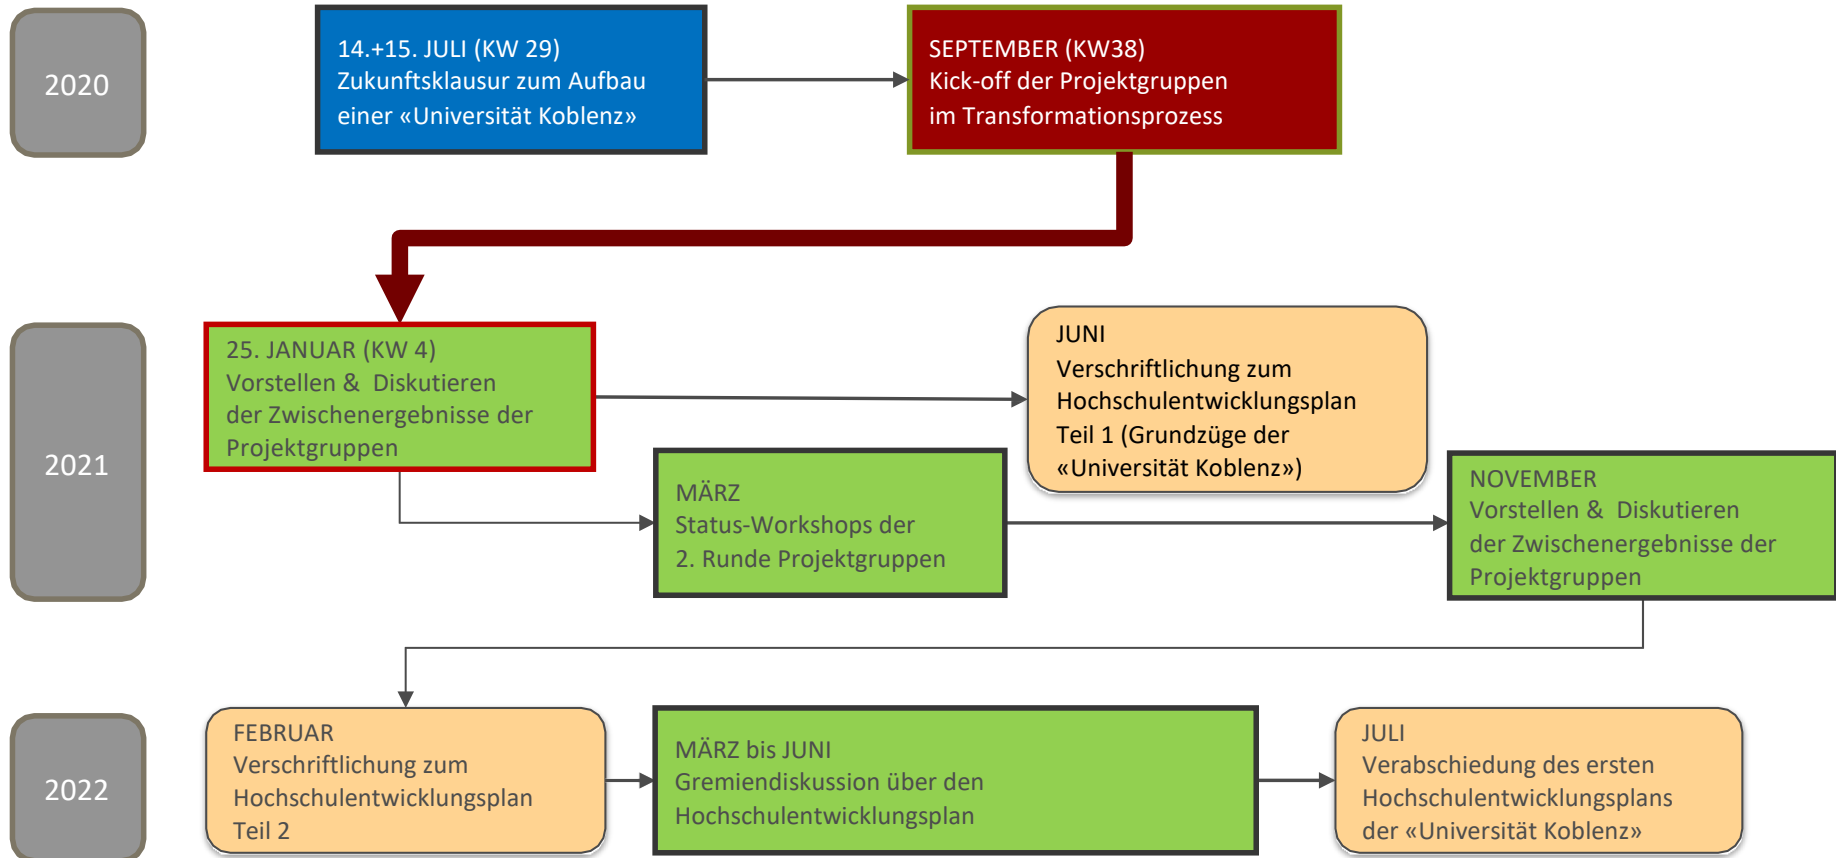 2020
14.+15. JULI (KW 29)
Zukunftsklausur zum Aufbau
einer «Universität Koblenz»
SEPTEMBER (KW38)
Kick-off der Projektgruppen
im Transformationsprozess
2021
25. JANUAR (KW 4)
Vorstellen & Diskutieren
der Zwischenergebnisse der
Projektgruppen
JUNI
Verschriftlichung zum
Hochschulentwicklungsplan
Teil 1 (Grundzüge der
«Universität Koblenz»)
MÄRZ
Status-Workshops der
2. Runde Projektgruppen
NOVEMBER
Vorstellen & Diskutieren
der Zwischenergebnisse der
Projektgruppen
2022
FEBRUAR
Verschriftlichung zum
Hochschulentwicklungsplan
Teil 2
MÄRZ bis JUNI
Gremiendiskussion über den
Hochschulentwicklungsplan
JULI
Verabschiedung des ersten
Hochschulentwicklungsplans
der «Universität Koblenz»